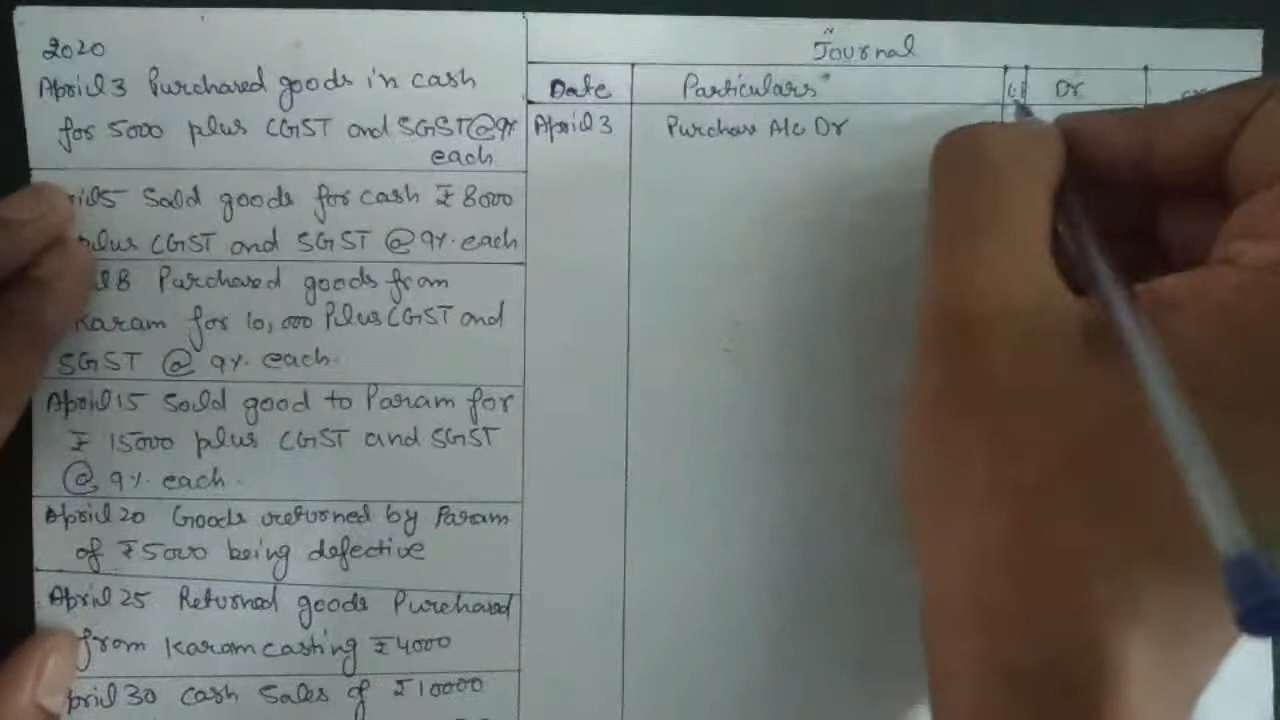 2020
April 3 Purchased goods in cash
for 5000 plus CGST and SGST@9%
each
sold goods for cash ₹8000
plus CGST and SGST @ 9%. each
Purchased goods from
Karam for 10,000 Plus CGST and
SGST @ 9%. each.
April 15 Sold good to Param for
₹ 15000 plus CGST and SGST
@ 9%. each.
April 20 Goods returned by Param
of ₹5000 being defective
April 25 Returned goods Purchased
from Karam casting ₹4000
pril 30 Cash Sales of ₹10000
Journal
Date Particulars Dr
April 3 Purchase A/c Dr